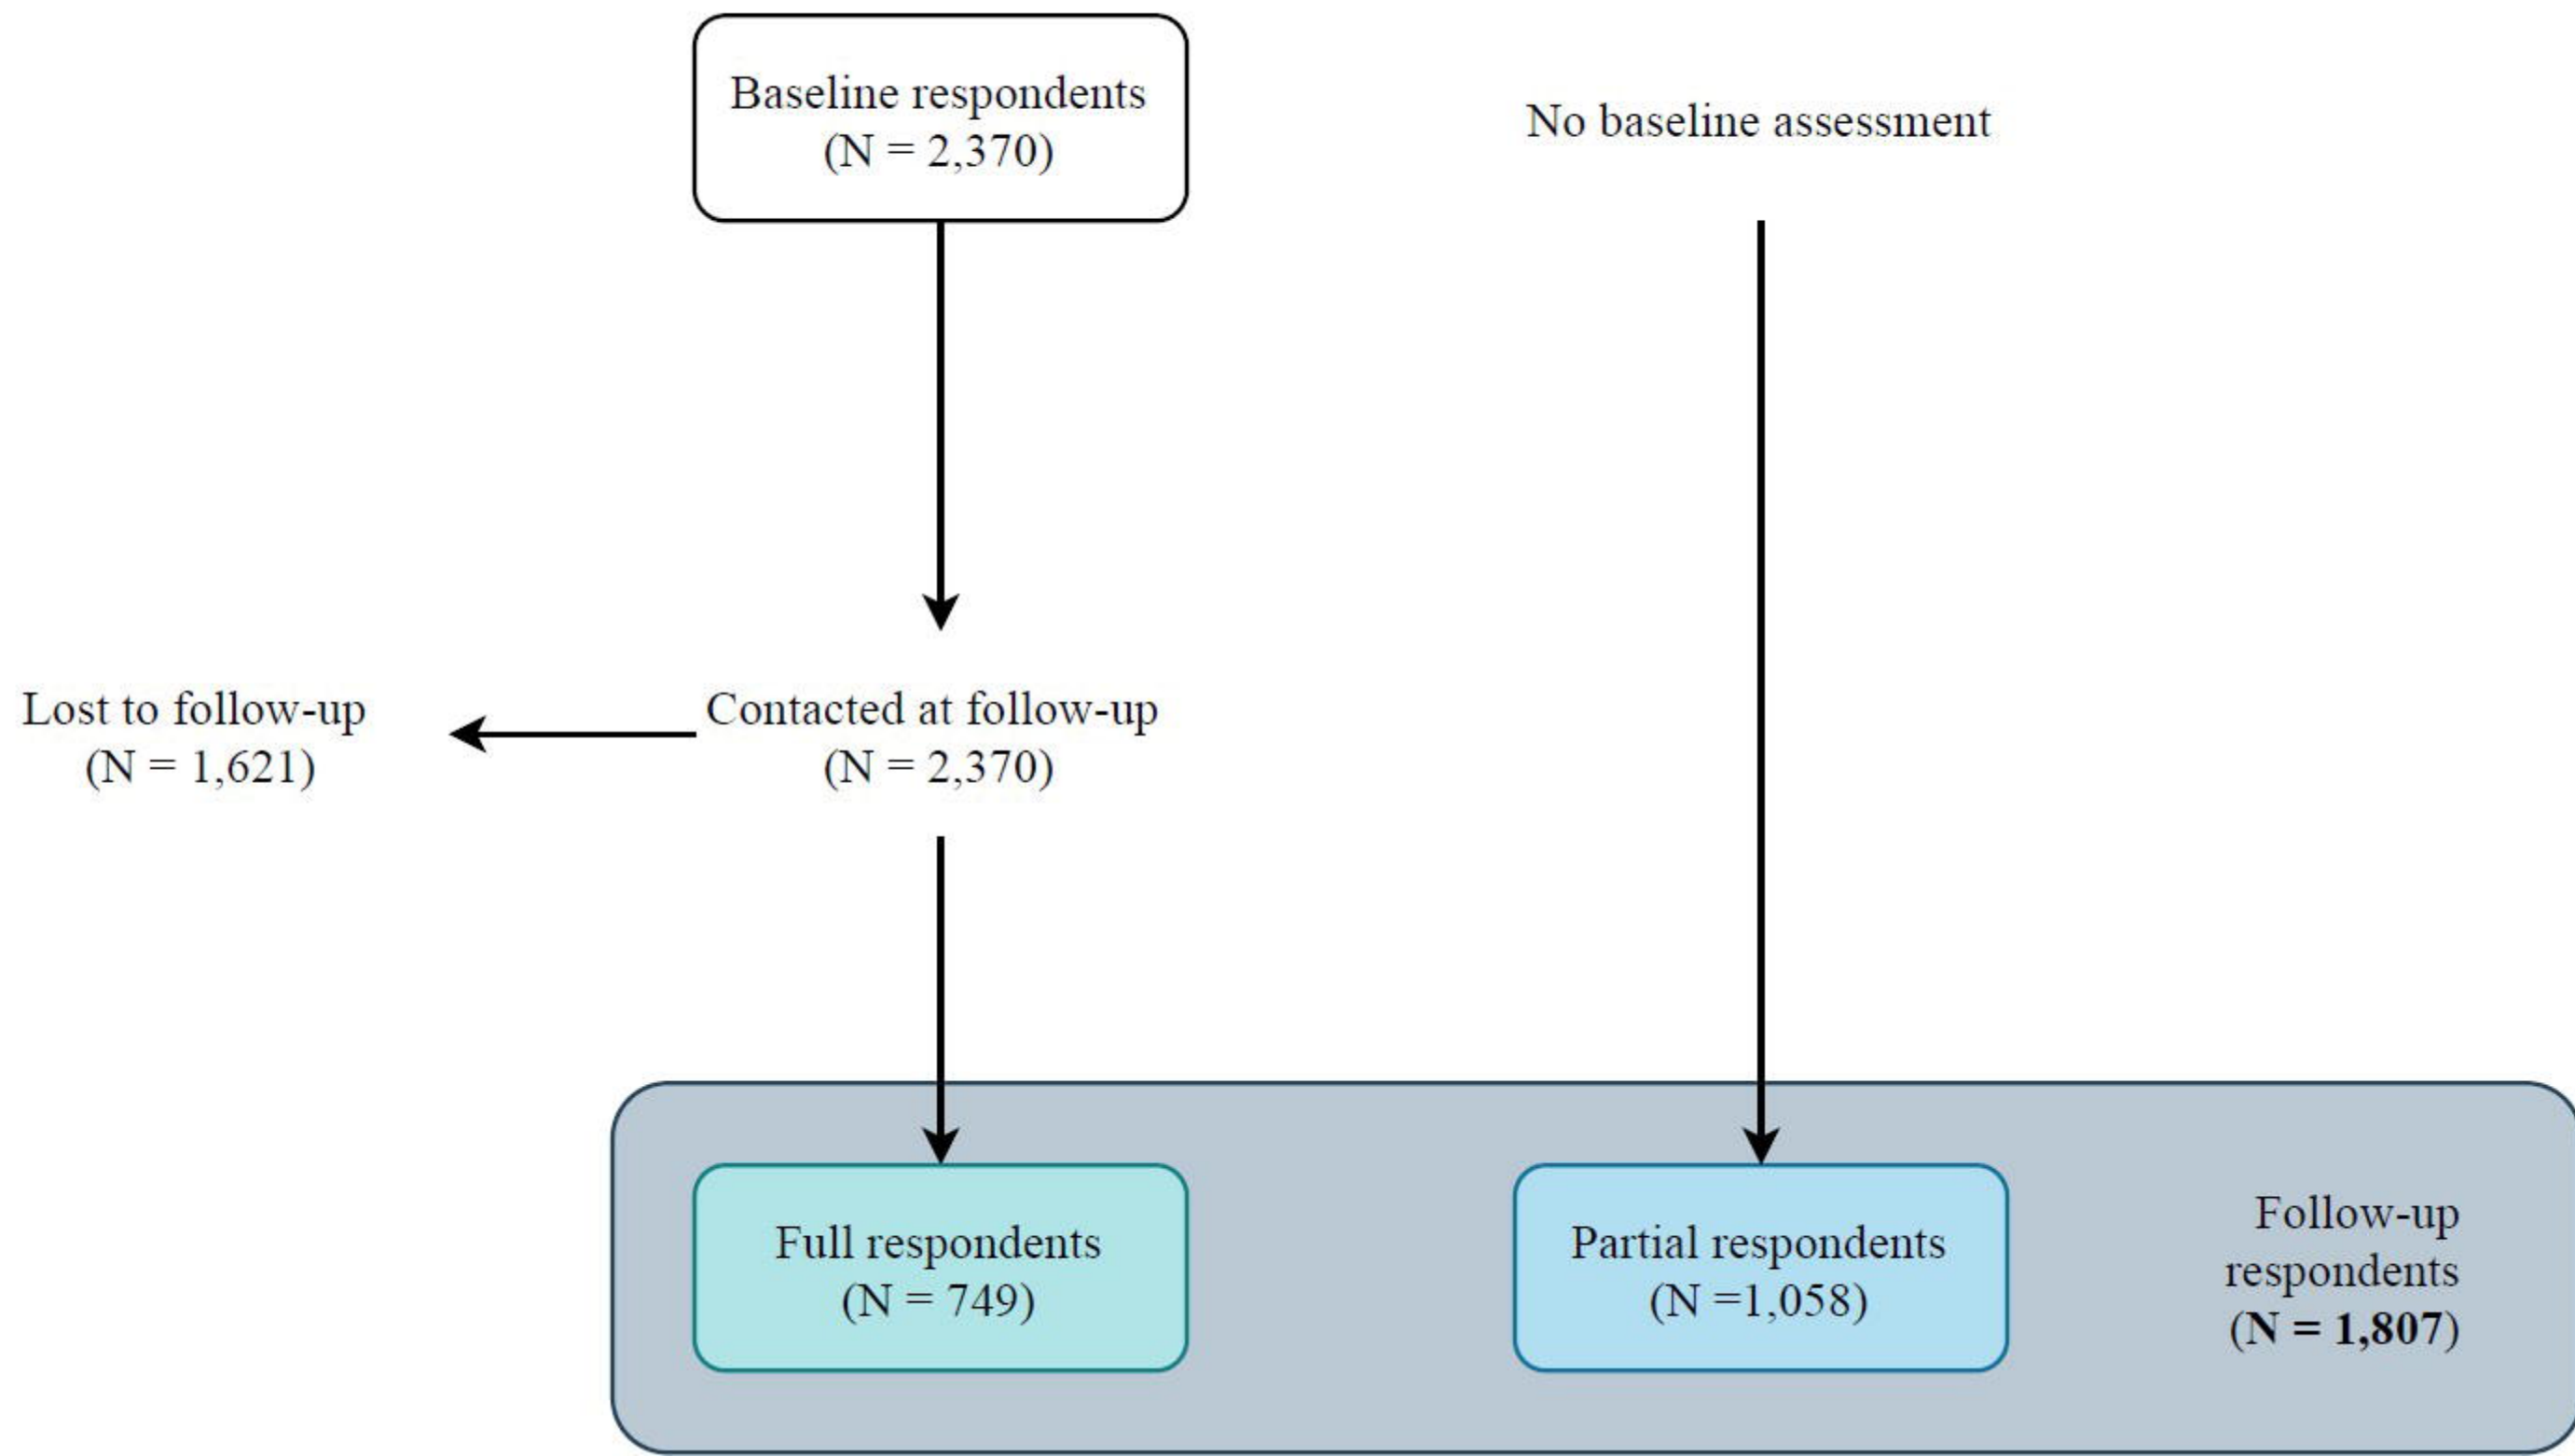 Baseline respondents
(N = 2,370)
No baseline assessment
Lost to follow-up
(N = 1,621)
Contacted at follow-up
(N = 2,370)
Full respondents
(N = 749)
Partial respondents
(N =1,058)
Follow-up
respondents
(N = 1,807)